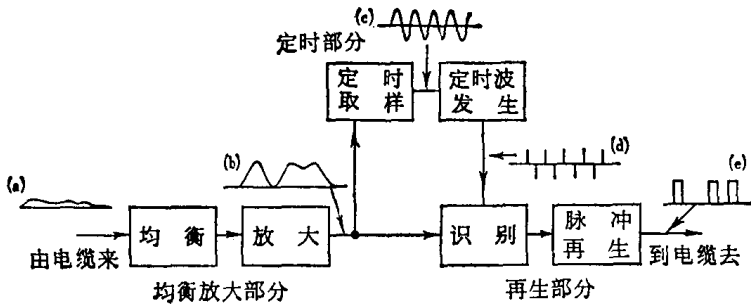 (c)
定时部分
定时
取样
定时波
发生
(d)
(b)
(e)
(a)
均衡
放大
识别
脉冲
再生
由电缆来
到电缆去
均衡放大部分
再生部分